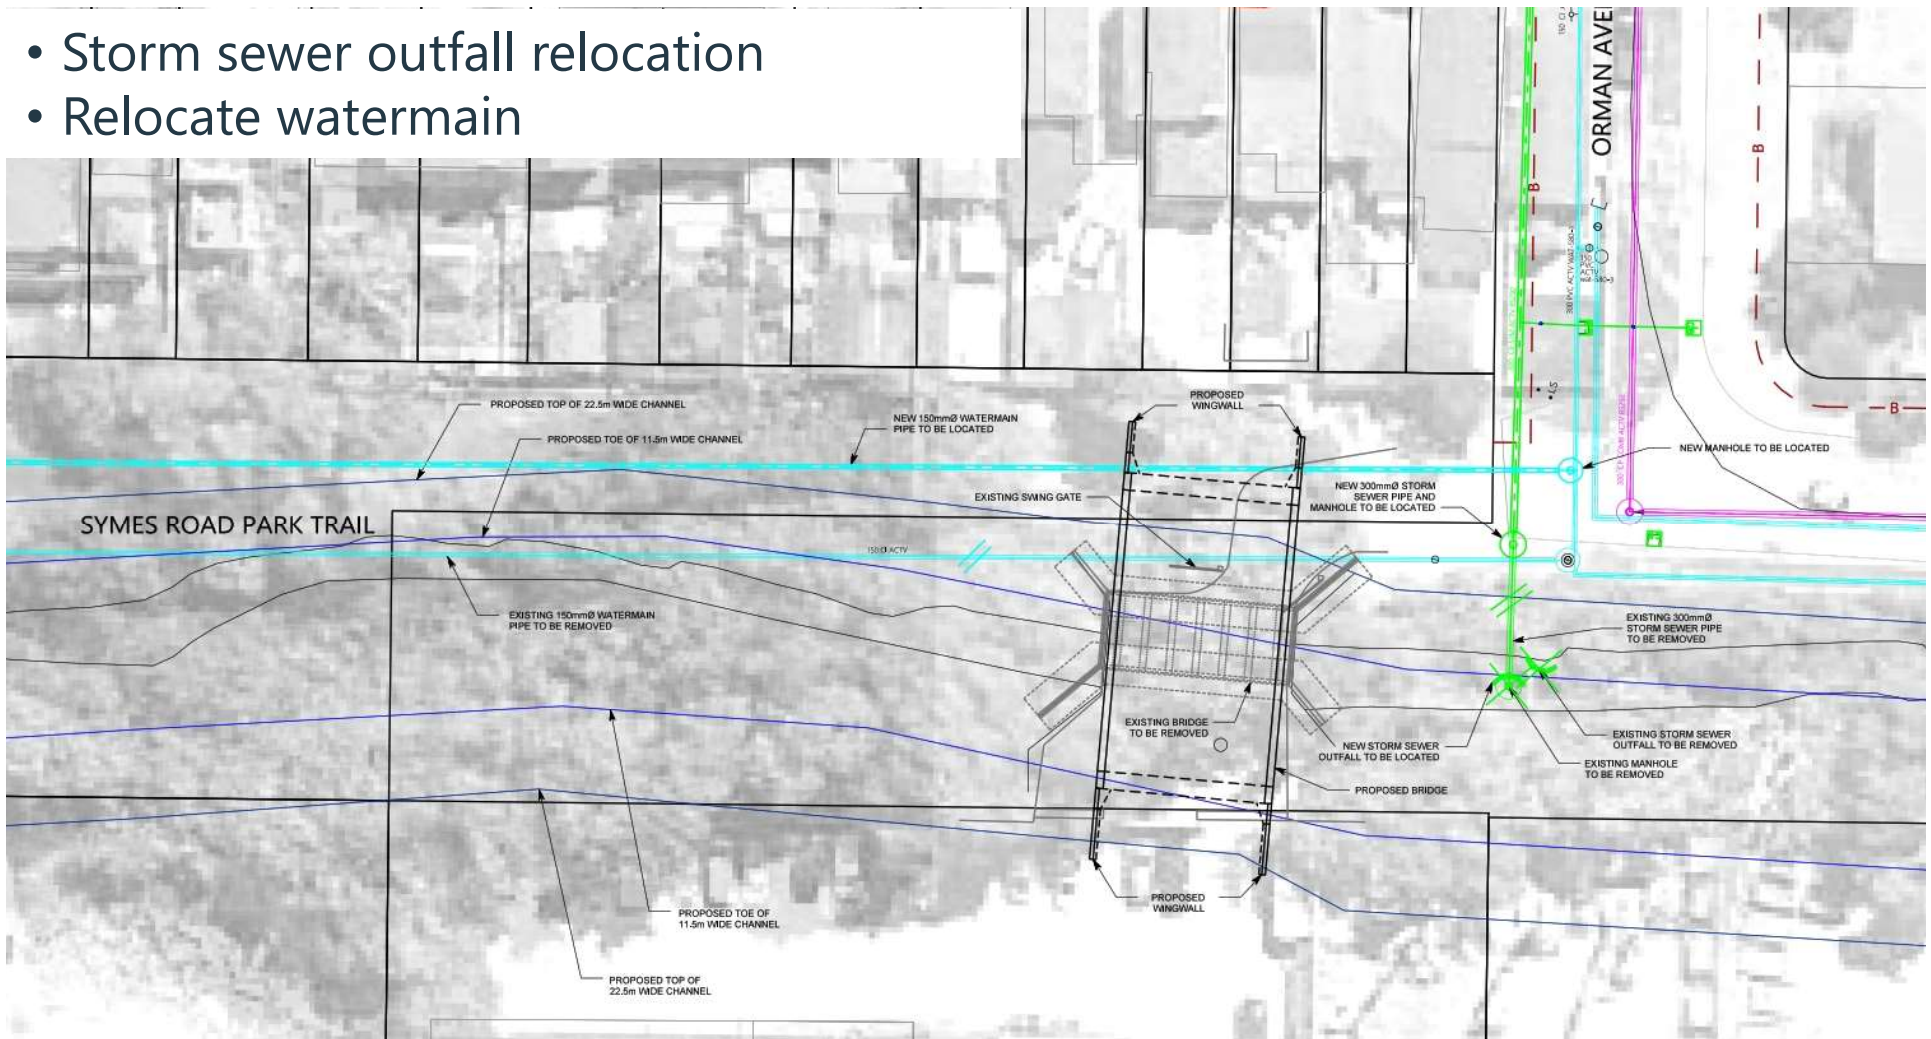 • Storm sewer outfall relocation
• Relocate watermain
ORMAN AVE
B
B
PROPOSED TOP OF 22.5m WIDE CHANNEL
PROPOSED TOE OF 11.5m WIDE CHANNEL
NEW 150mmØ WATERMAIN
PIPE TO BE LOCATED
PROPOSED
WINGWALL
B
NEW MANHOLE TO BE LOCATED
EXISTING SWING GATE
NEW 300mmØ STORM
SEWER PIPE AND
MANHOLE TO BE LOCATED
SYMES ROAD PARK TRAIL
150 CI ACTV
EXISTING 150mmØ WATERMAIN
PIPE TO BE REMOVED
EXISTING 300mmØ
STORM SEWER PIPE
TO BE REMOVED
EXISTING BRIDGE
TO BE REMOVED
NEW STORM SEWER
OUTFALL TO BE LOCATED
EXISTING STORM SEWER
OUTFALL TO BE REMOVED
EXISTING MANHOLE
TO BE REMOVED
PROPOSED BRIDGE
PROPOSED
WINGWALL
PROPOSED TOE OF
11.5m WIDE CHANNEL
PROPOSED TOP OF
22.5m WIDE CHANNEL